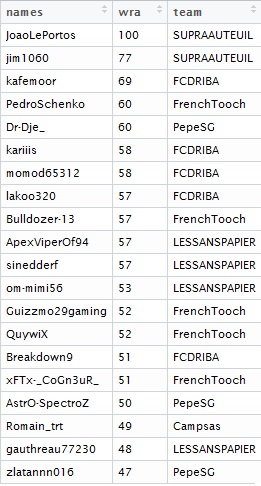 names wra team
JoaoLePortos 100 SUPRAAUTEUIL
jim1060 77 SUPRAAUTEUIL
kafemoor 69 FCDRIBA
PedroSchenko 60 FrenchTooch
Dr-Dje_ 60 PepeSG
kariiis 58 FCDRIBA
momod65312 58 FCDRIBA
lakoo320 57 FCDRIBA
Bulldozer-13 57 FrenchTooch
ApexViperOf94 57 LESSANSPAPIER
sinedderf 57 LESSANSPAPIER
om-mimi56 53 LESSANSPAPIER
Guizzmo29gaming 52 FrenchTooch
QuywiX 52 FrenchTooch
Breakdown9 51 FCDRIBA
xFTx-_CoGn3uR_ 51 FrenchTooch
AstrO-SpectroZ 50 PepeSG
Romain_trt 49 Campsas
gauthreau77230 48 LESSANSPAPIER
zlatannn016 47 PepeSG